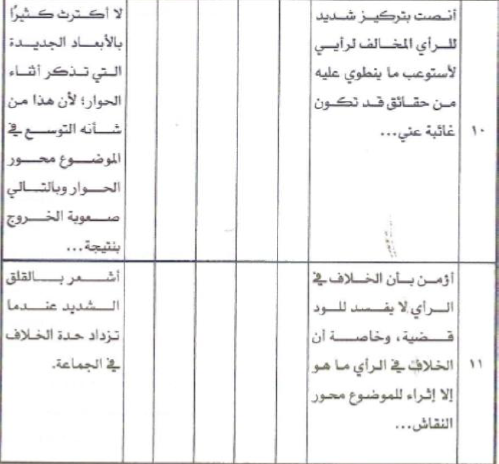 ١٠
أنصت بتركيز شديد
للرأي المخالف لرأيي
لأستوعب ما ينطوي عليه
من حقائق قد تكون
غائبة عني...
لا أكترث كثيرًا
بالأبعاد الجديدة
التي تذكر أثناء
الحوار؛ لأن هذا من
شأنه التوسع في
الموضوع محور
الحوار وبالتالي
صعوبة الخروج
بنتيجة...
١١
أؤمن بأن الخلاف في
الرأي لا يفسد للود
قضية، وخاصة أن
الخلاف في الرأي ما هو
إلا إثراء للموضوع محور
النقاش...
أشعر بالقلق
الشديد عندما
تزداد حدة الخلاف
في الجماعة.